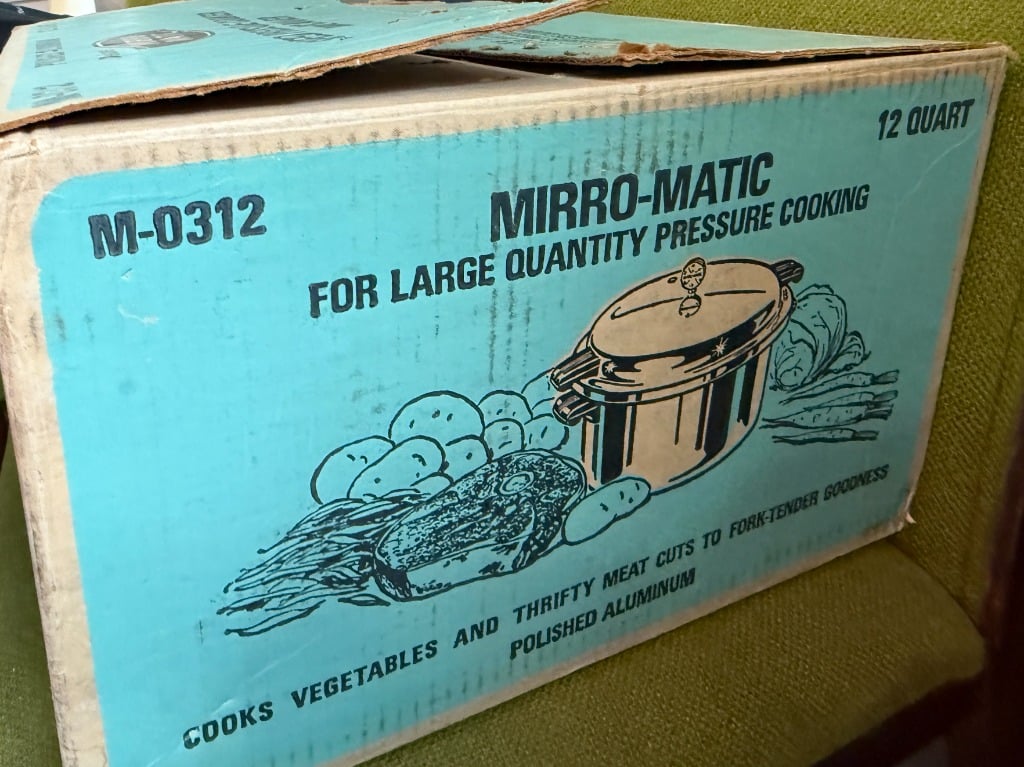 M-0312
12 QUART
MIRRO-MATIC
FOR LARGE QUANTITY PRESSURE COOKING
COOKS VEGETABLES AND THRIFTY MEAT CUTS TO FORK-TENDER GOODNESS
POLISHED ALUMINUM